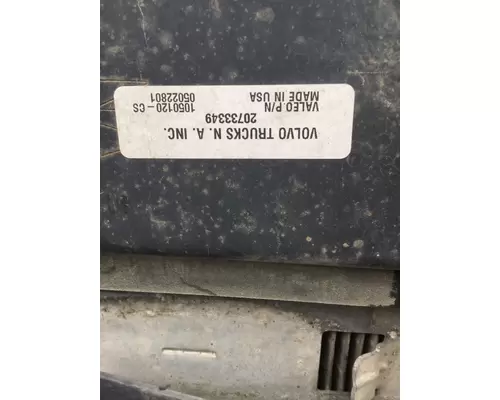 VOLVO TRUCKS N. A. INC.
20733349
VALEO P/N 1050120-CS
MADE IN USA 05022801